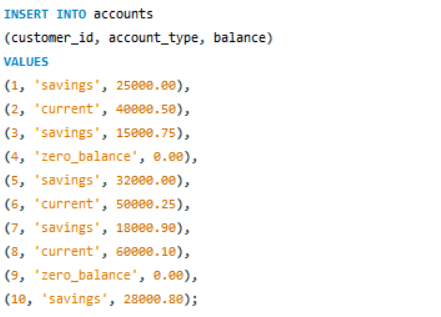 INSERT INTO accounts
(customer_id, account_type, balance)
VALUES
(1, 'savings', 25000.00),
(2, 'current', 40000.50),
(3, 'savings', 15000.75),
(4, 'zero_balance', 0.00),
(5, 'savings', 32000.00),
(6, 'current', 50000.25),
(7, 'savings', 18000.90),
(8, 'current', 60000.10),
(9, 'zero_balance', 0.00),
(10, 'savings', 28000.80);